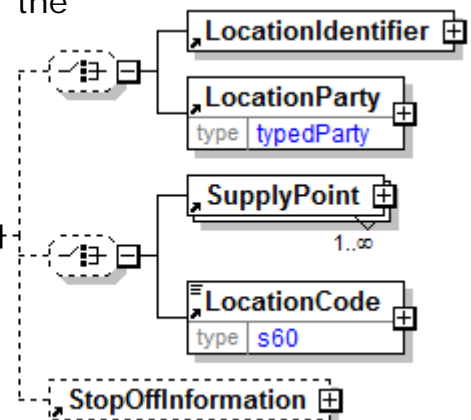 the
LocationIdentifier
LocationParty
type typedParty
SupplyPoint
1..∞
LocationCode
type s60
StopOffInformation